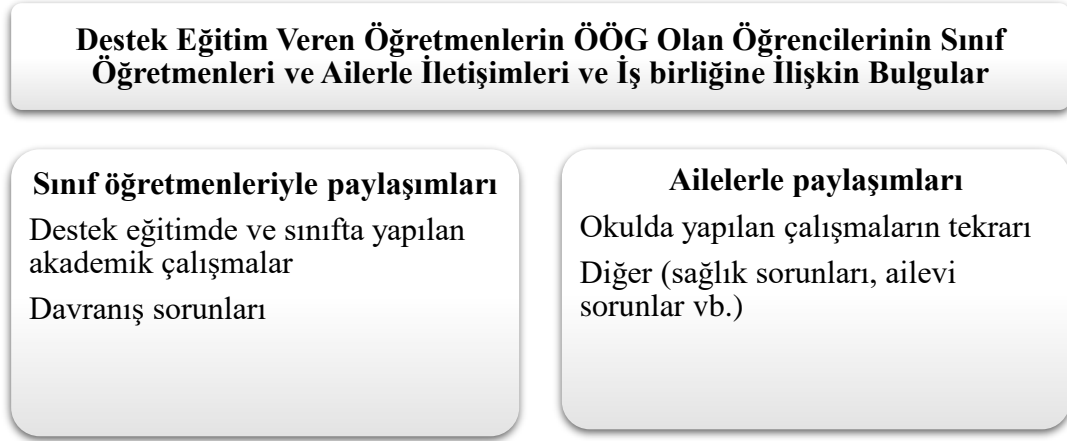 Destek Eğitim Veren Öğretmenlerin ÖÖG Olan Öğrencilerinin Sınıf
Öğretmenleri ve Ailerle İletişimleri ve İş birliğine İlişkin Bulgular
Sınıf öğretmenleriyle paylaşımları
Destek eğitimde ve sınıfta yapılan
akademik çalışmalar
Davranış sorunları
Ailelerle paylaşımları
Okulda yapılan çalışmaların tekrarı
Diğer (sağlık sorunları, ailevi
sorunlar vb.)